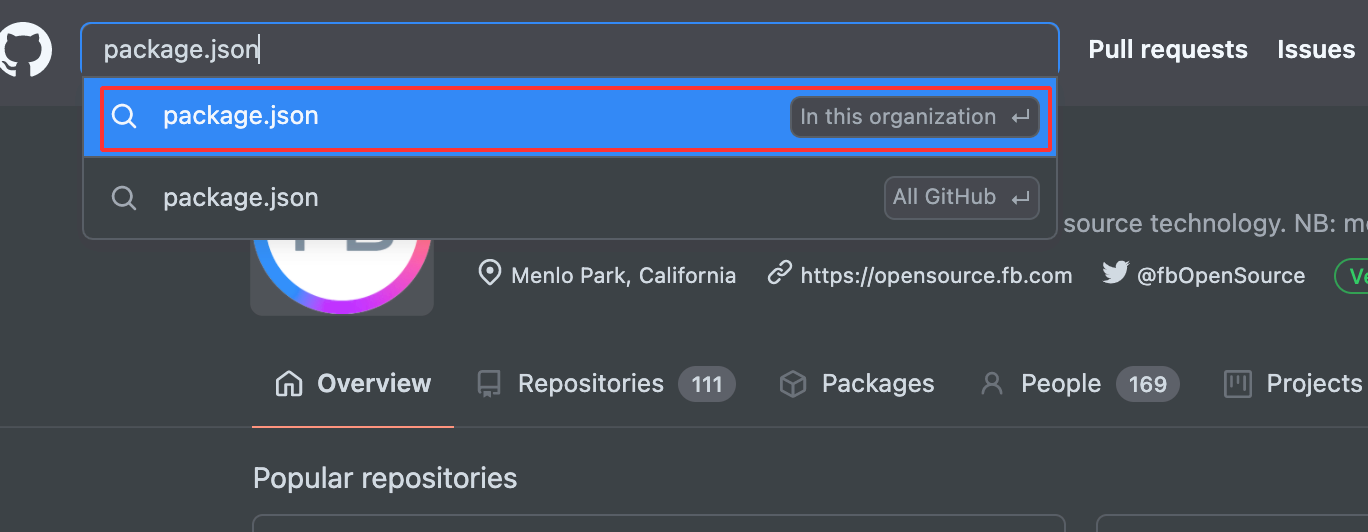 package.json
Pull requests Issues
package.json In this organization
package.json All GitHub
FB
source technology. NB:
Menlo Park, California https://opensource.fb.com @fbOpenSource
Overview Repositories 111 Packages People 169 Projects
Popular repositories